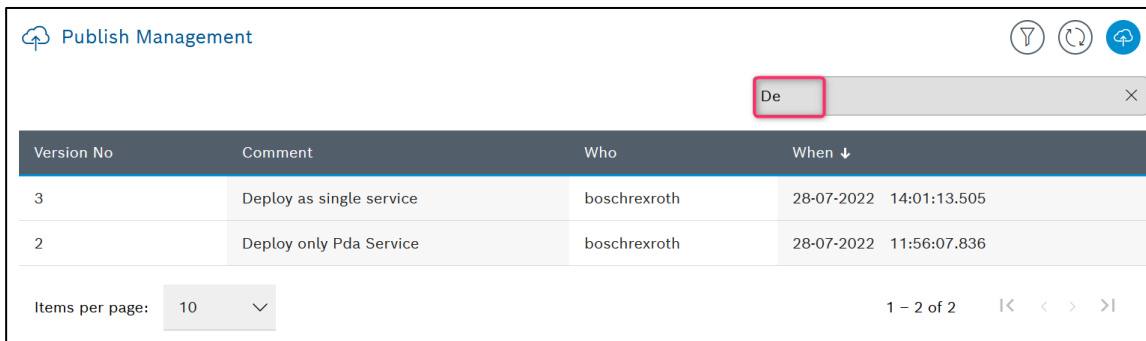 Publish Management
De
Version No Comment Who When
3 Deploy as single service boschrexroth 28-07-2022 14:01:13.505
2 Deploy only Pda Service boschrexroth 28-07-2022 11:56:07.836
Items per page: 10 1 – 2 of 2